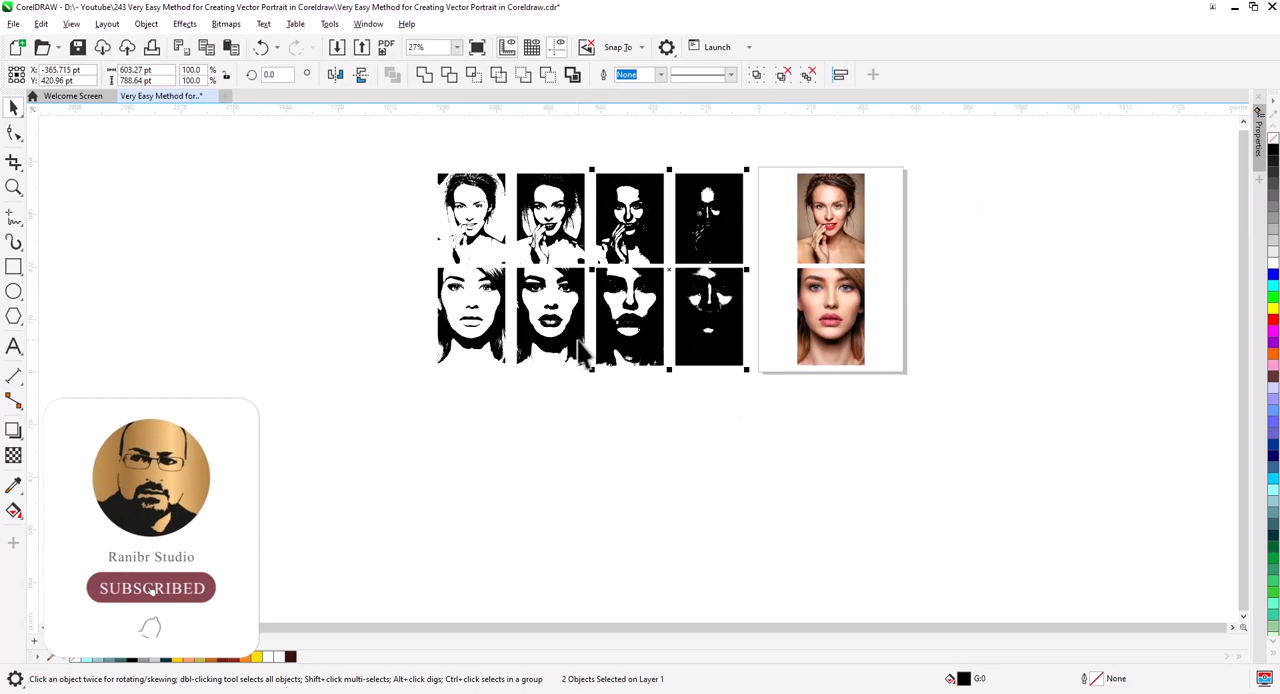 CorelDRAW - D:\- Youtube\243 Very Easy Method for Creating Vector Portrait in Coreldraw\Very Easy Method for Creating Vector Portrait in Coreldraw.cdr*
File Edit View Layout Object Effects Bitmaps Text Table Tools Window Help
PDF 27% Snap To Launch
X: -365.715 pt 603.27 pt 100.0 % 0.0 None
Y: 420.96 pt 788.64 pt 100.0 %
Welcome Screen Very Easy Method for..*
points
Properties
Ranibr Studio
SUBSCRIBED
Click an object twice for rotating/skewing; dbl-clicking tool selects all objects; Shift+click multi-selects; Alt+click digs; Ctrl+click selects in a group 2 Objects Selected on Layer 1 G:0 None